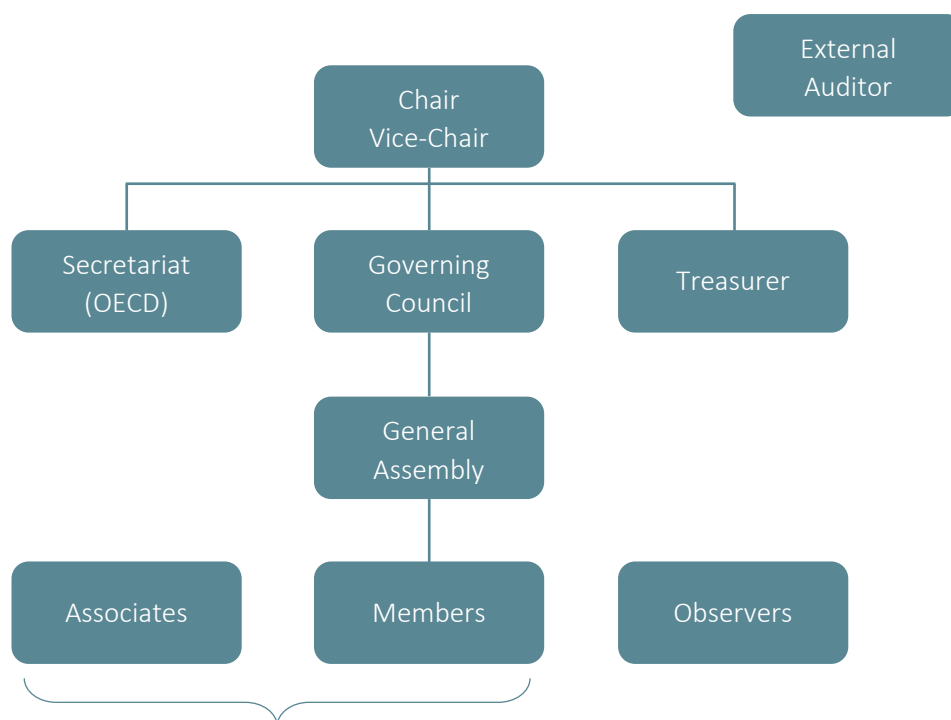 External
Auditor
Chair
Vice-Chair
Secretariat
(OECD)
Governing
Council
Treasurer
General
Assembly
Associates
Members
Observers